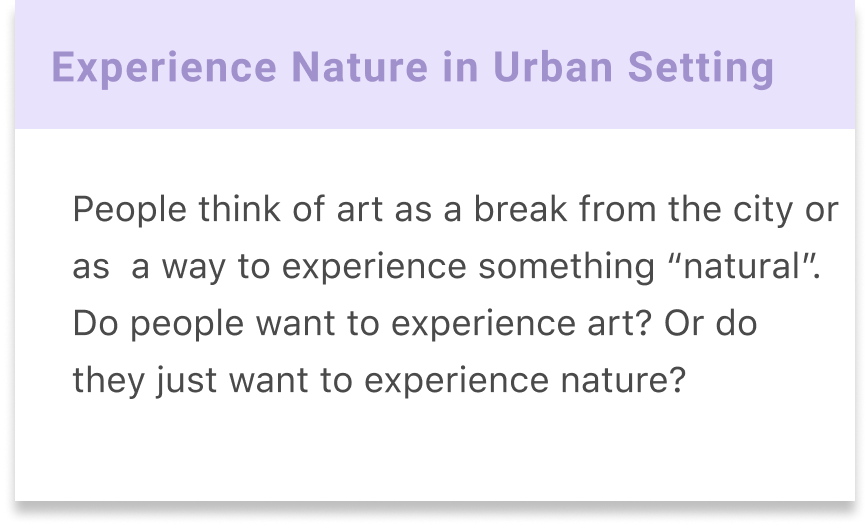 Experience Nature in Urban Setting
People think of art as a break from the city or
as  a way to experience something “natural”.
Do people want to experience art? Or do
they just want to experience nature?